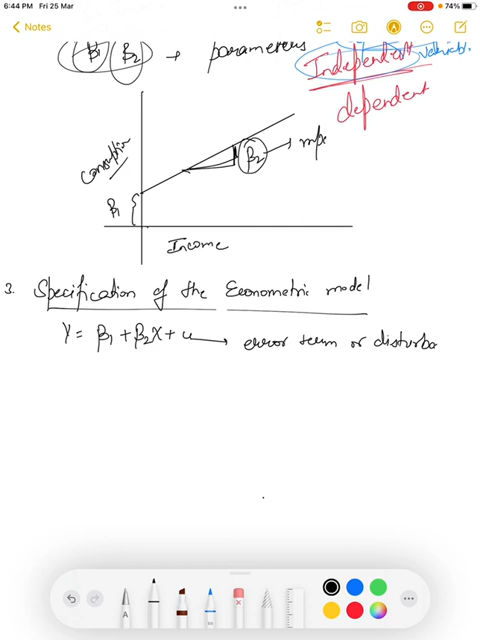 6:44 PM Fri 25 Mar
74%
Notes
β1 β2 → parameters
Independent
dependent
Consumption
β1
β2 → mpc
Income
3. Specification of the Econometric model
Y = β1 + β2X + u → error term or disturba